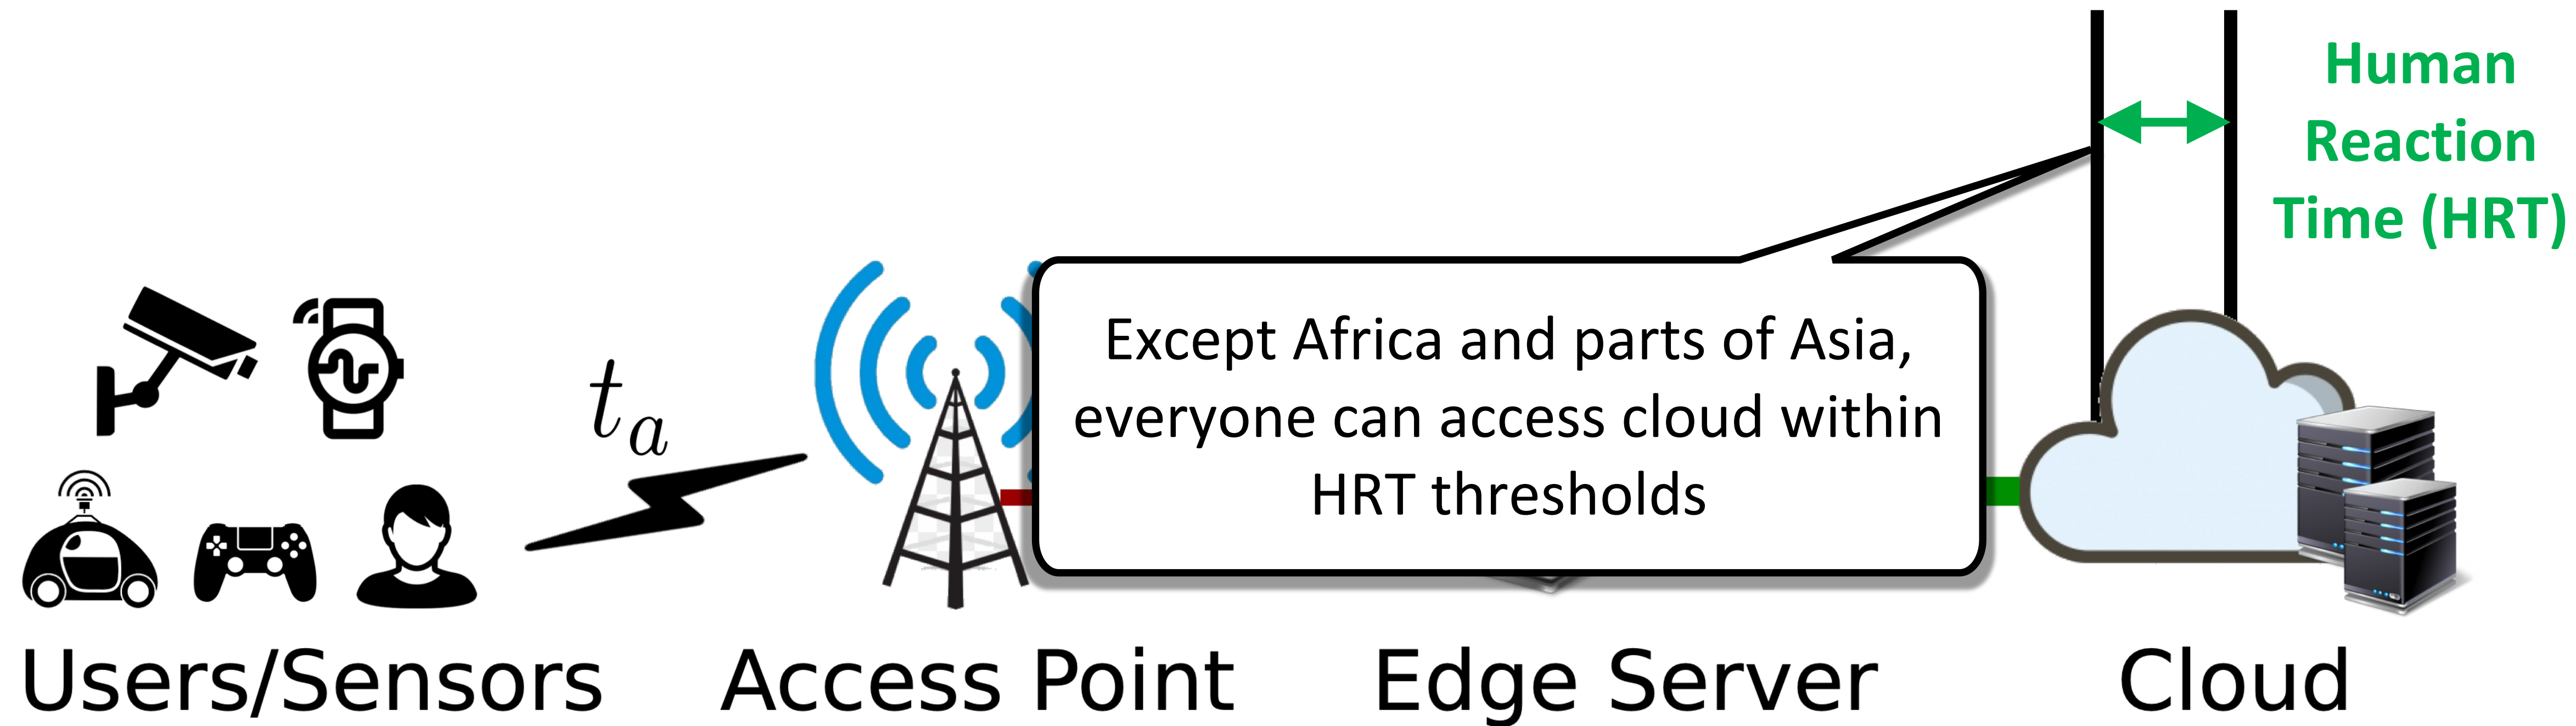 Human
Reaction
Time (HRT)
Except Africa and parts of Asia,
everyone can access cloud within
HRT thresholds
t_a
Users/Sensors
Access Point
Edge Server
Cloud